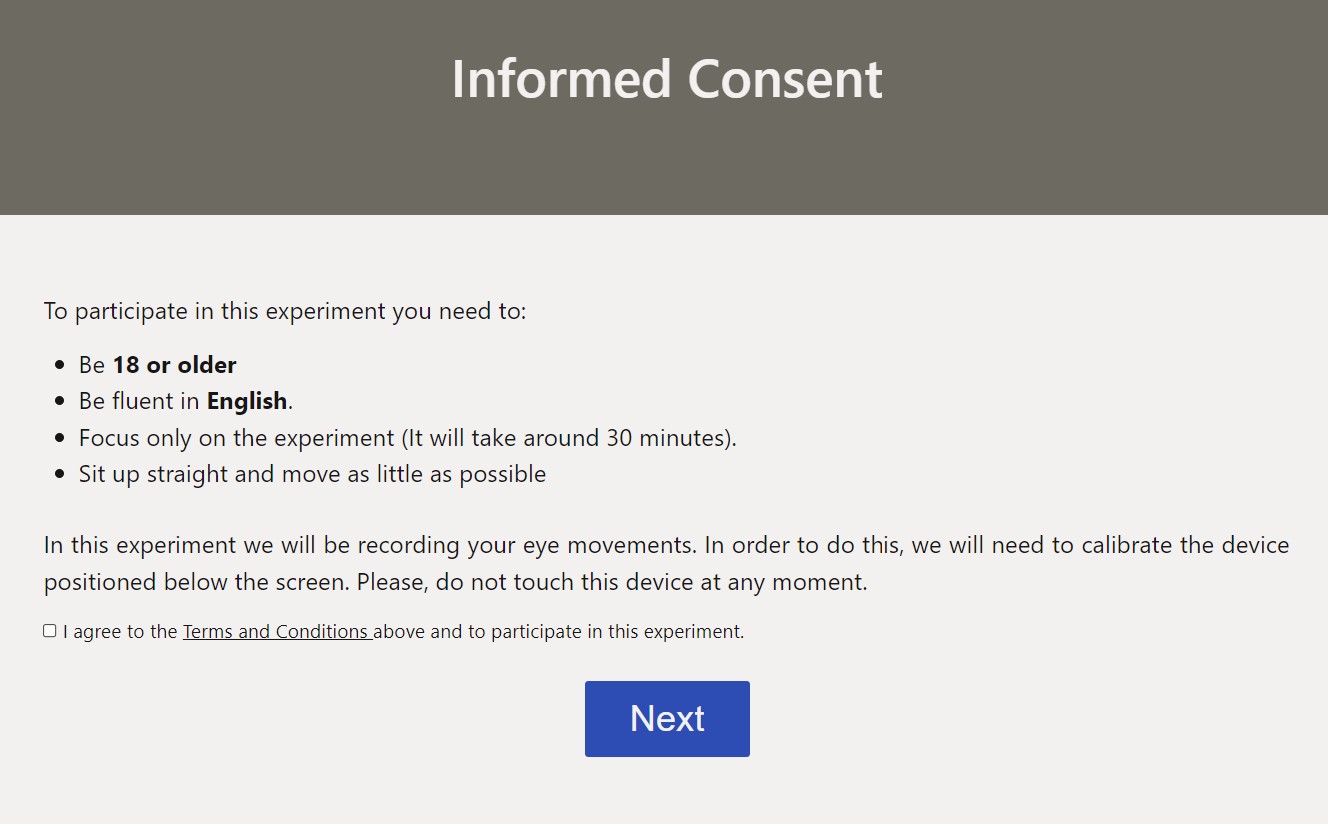 Informed Consent
To participate in this experiment you need to:
Be 18 or older
Be fluent in English.
Focus only on the experiment (It will take around 30 minutes).
Sit up straight and move as little as possible
In this experiment we will be recording your eye movements. In order to do this, we will need to calibrate the device
positioned below the screen. Please, do not touch this device at any moment.
I agree to the Terms and Conditions above and to participate in this experiment.
Next